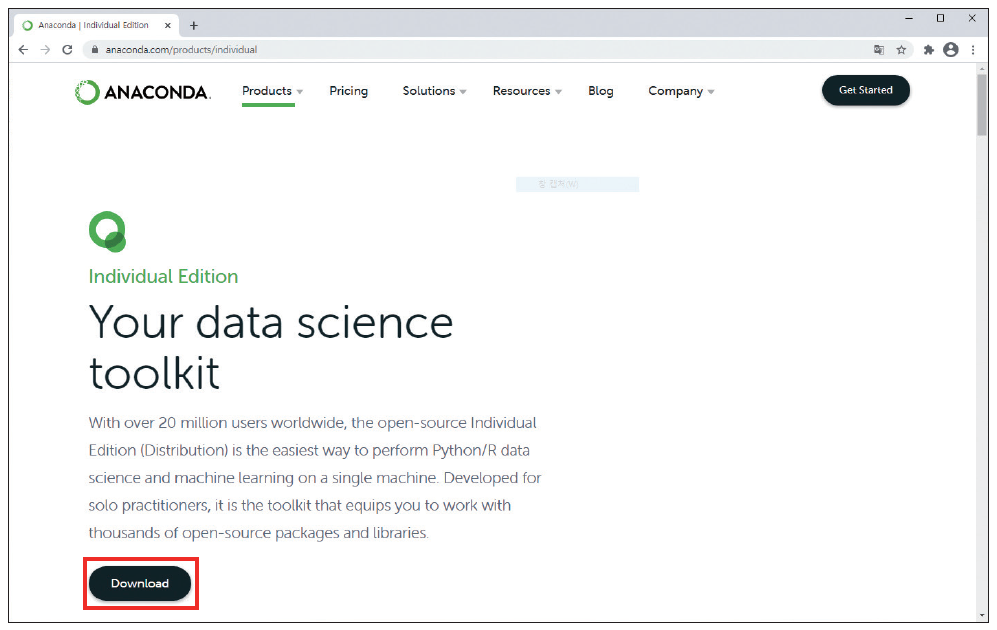 Anaconda | Individual Edition
anaconda.com/products/individual
ANACONDA.
Products
Pricing
Solutions
Resources
Blog
Company
Get Started
창 캡처(W)
Individual Edition
Your data science
toolkit
With over 20 million users worldwide, the open-source Individual
Edition (Distribution) is the easiest way to perform Python/R data
science and machine learning on a single machine. Developed for
solo practitioners, it is the toolkit that equips you to work with
thousands of open-source packages and libraries.
Download